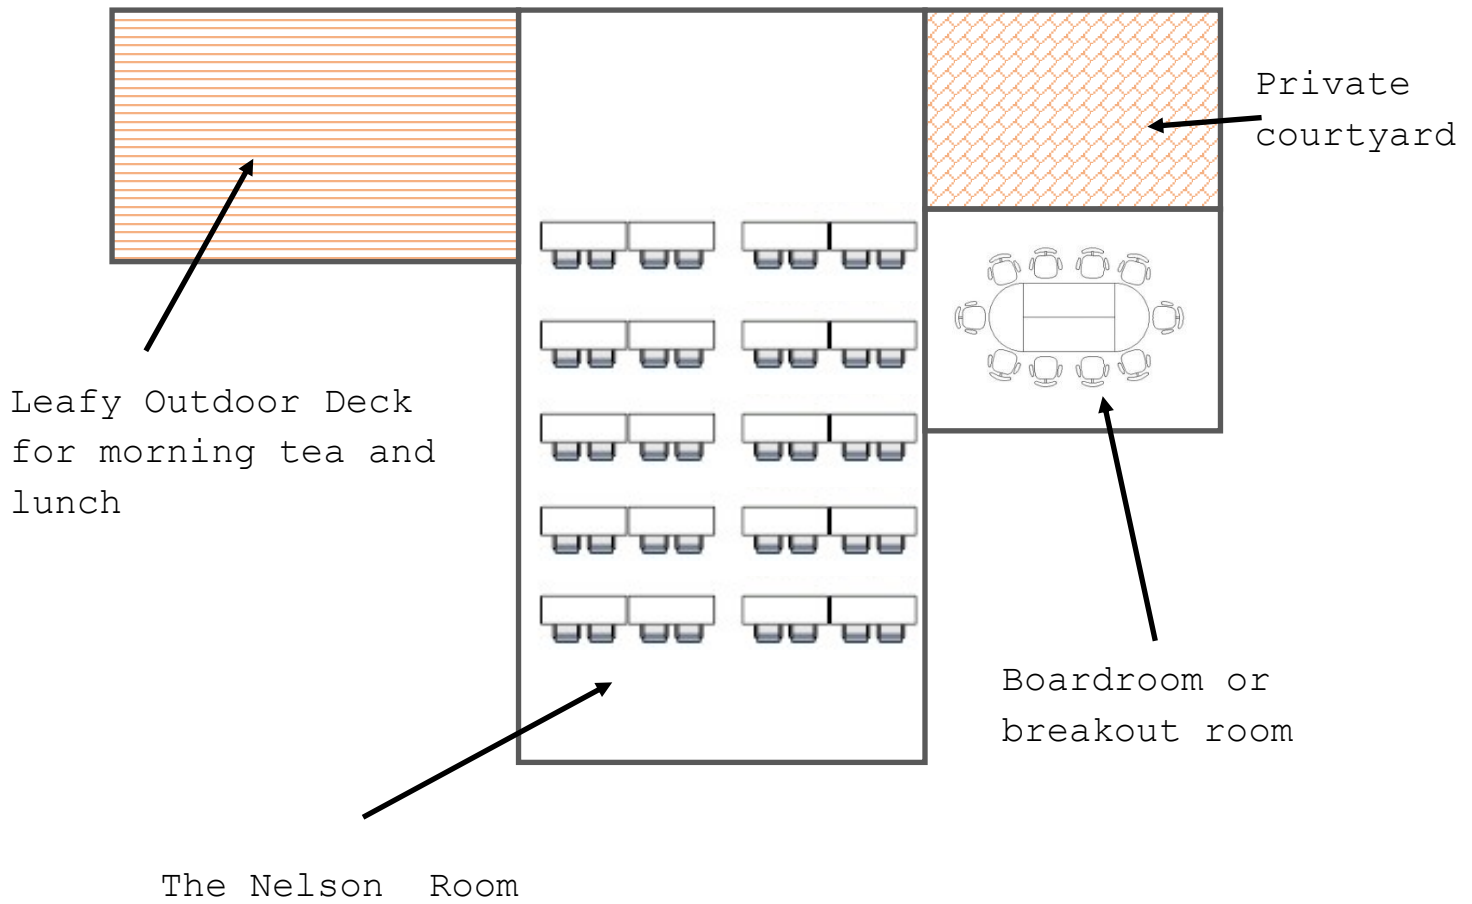 Private
courtyard
Leafy Outdoor Deck
for morning tea and
lunch
Boardroom or
breakout room
The Nelson  Room